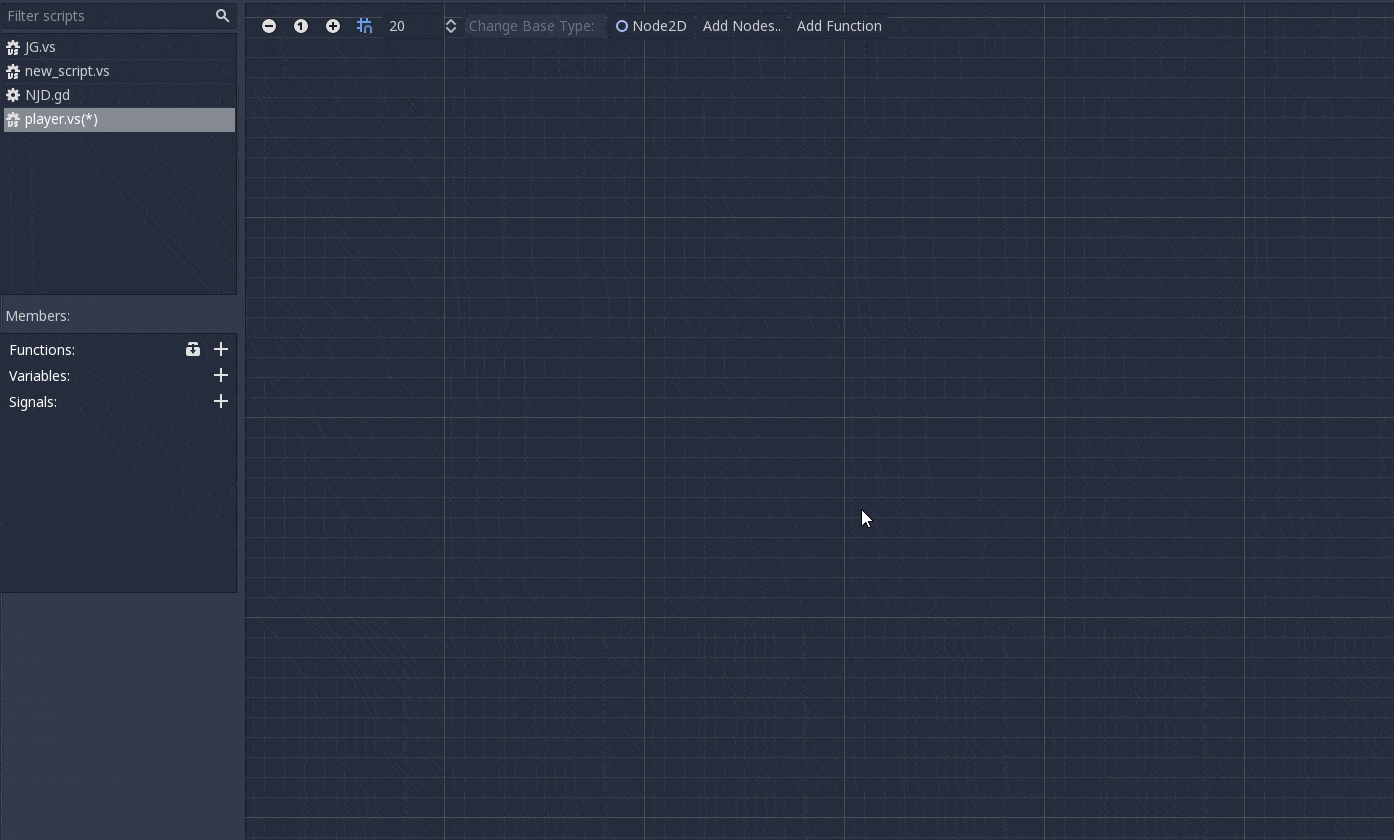 Filter scripts
JG.vs
new_script.vs
NJD.gd
player.vs(*)
Members:
Functions:
Variables:
Signals:
1 20 Change Base Type: Node2D Add Nodes.. Add Function